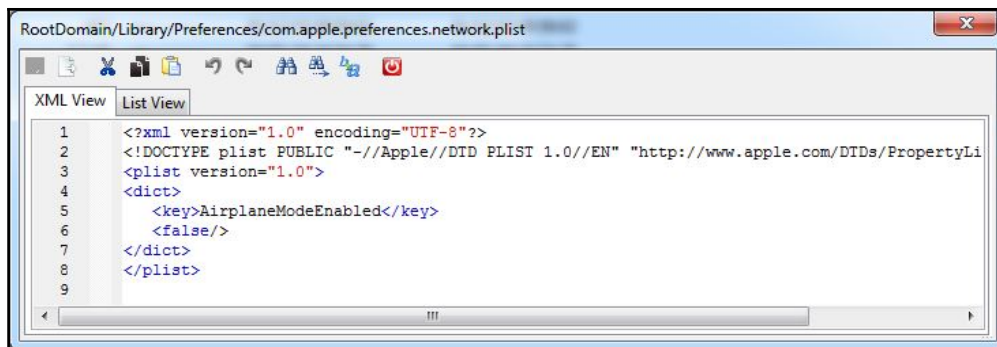 RootDomain/Library/Preferences/com.apple.preferences.network.plist
XML View List View
1 <?xml version="1.0" encoding="UTF-8"?>
2 <!DOCTYPE plist PUBLIC "-//Apple//DTD PLIST 1.0//EN" "http://www.apple.com/DTDs/PropertyLi
3 <plist version="1.0">
4 <dict>
5 <key>AirplaneModeEnabled</key>
6 <false/>
7 </dict>
8 </plist>
9